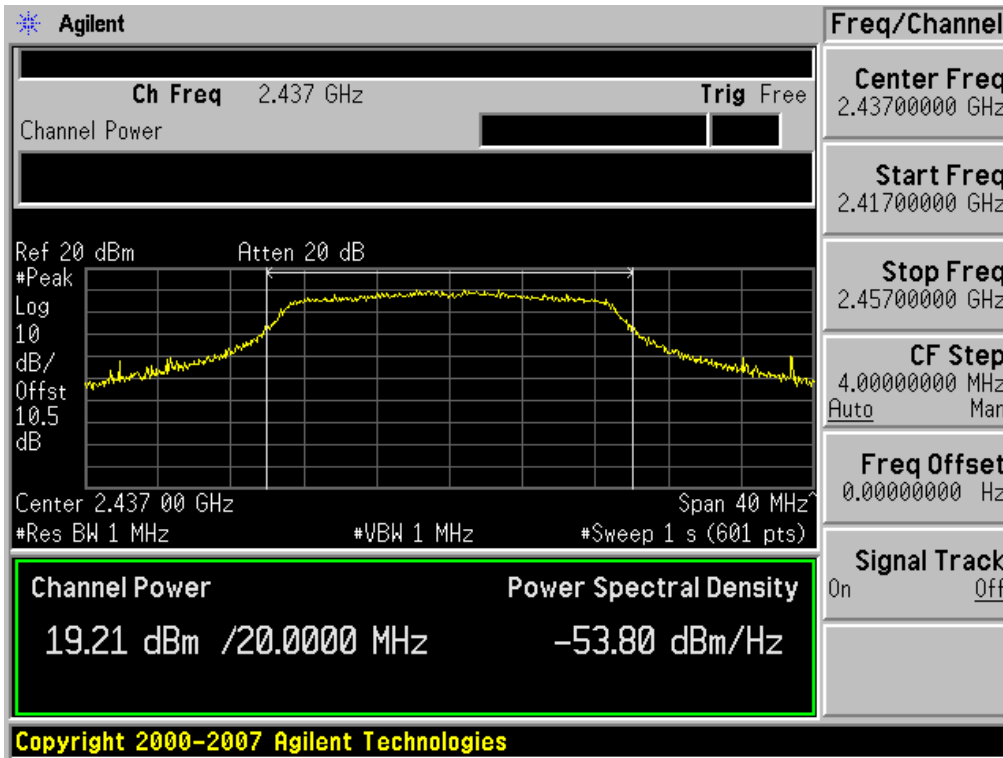 Agilent
Freq/Channel
Ch Freq 2.437 GHz Trig Free
Channel Power
Ref 20 dBm Atten 20 dB
#Peak
Log
10
dB/
Offst
10.5
dB
Center 2.437 00 GHz Span 40 MHz^
#Res BW 1 MHz #VBW 1 MHz #Sweep 1 s (601 pts)
Channel Power Power Spectral Density
19.21 dBm /20.0000 MHz -53.80 dBm/Hz
Copyright 2000-2007 Agilent Technologies
Center Freq
2.43700000 GHz
Start Freq
2.41700000 GHz
Stop Freq
2.45700000 GHz
CF Step
4.00000000 MHz
Auto Man
Freq Offset
0.00000000 Hz
Signal Track
On Off